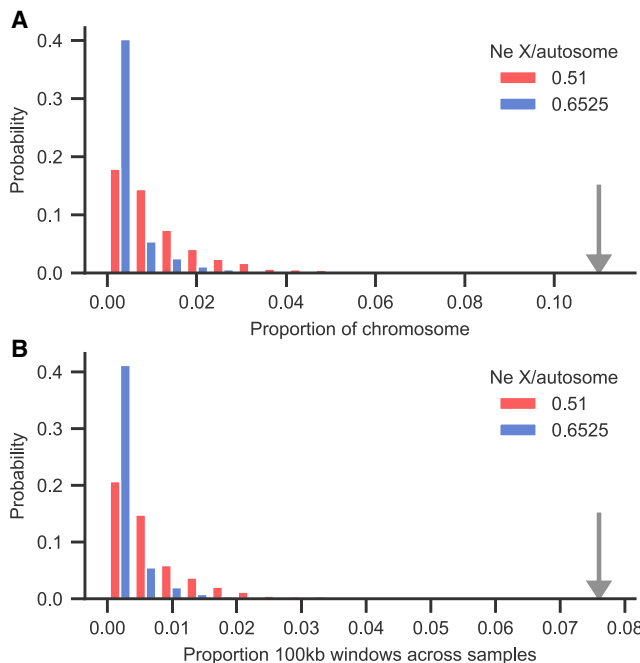 A
Probability
0.4
0.3
0.2
0.1
0.0
Ne X/autosome
0.51
0.6525
0.00 0.02 0.04 0.06 0.08 0.10
Proportion of chromosome
B
Probability
0.4
0.3
0.2
0.1
0.0
Ne X/autosome
0.51
0.6525
0.00 0.01 0.02 0.03 0.04 0.05 0.06 0.07 0.08
Proportion 100kb windows across samples